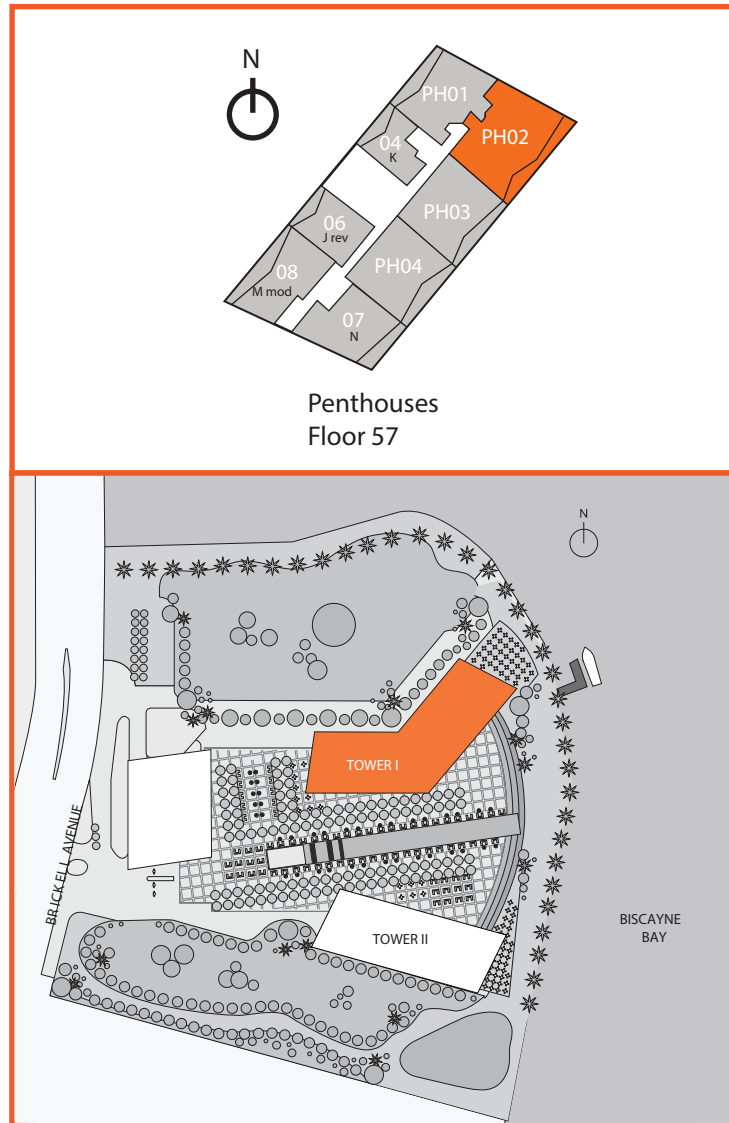 N
PH01
PH02
04
K
PH03
06
J rev
PH04
08
M mod
07
N
Penthouses
Floor 57
N
TOWER I
BRICKELL AVENUE
TOWER II
BISCAYNE
BAY